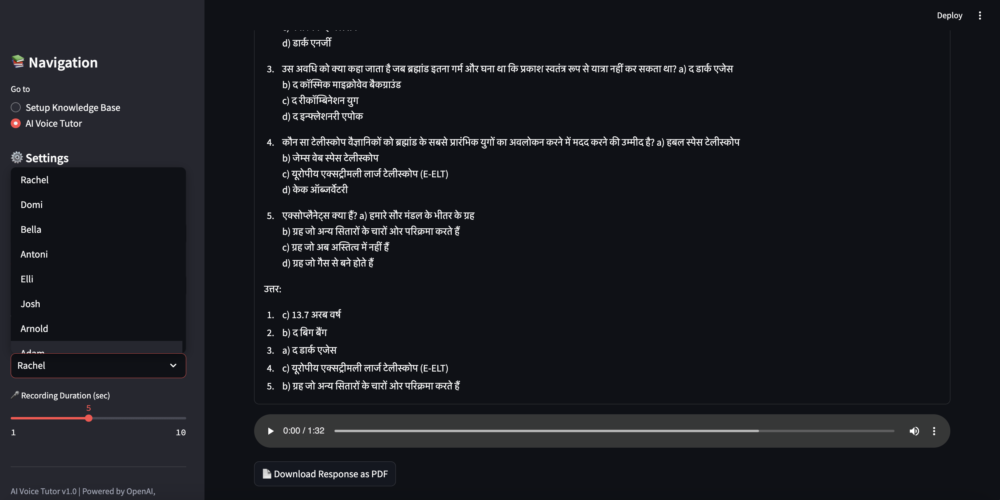 Deploy
📚 Navigation
Go to
Setup Knowledge Base
AI Voice Tutor
⚙️ Settings
Rachel
Domi
Bella
Antoni
Elli
Josh
Arnold
Adam
Rachel
🎤 Recording Duration (sec)
5
1
10
AI Voice Tutor v1.0 | Powered by OpenAI,
d) डार्क एनर्जी
3. उस अवधि को क्या कहा जाता है जब ब्रह्मांड इतना गर्म और घना था कि प्रकाश स्वतंत्र रूप से यात्रा नहीं कर सकता था? a) द डार्क एजेस
b) द कॉस्मिक माइक्रोवेव बैकग्राउंड
c) द रीकॉम्बिनेशन युग
d) द इन्फ्लेशनरी एपोक
4. कौन सा टेलीस्कोप वैज्ञानिकों को ब्रह्मांड के सबसे प्रारंभिक युगों का अवलोकन करने में मदद करने की उम्मीद है? a) हबल स्पेस टेलीस्कोप
b) जेम्स वेब स्पेस टेलीस्कोप
c) यूरोपीय एक्सट्रीमली लार्ज टेलीस्कोप (E-ELT)
d) केक ऑब्जर्वेटरी
5. एक्सोप्लैनेट्स क्या हैं? a) हमारे सौर मंडल के भीतर के ग्रह
b) ग्रह जो अन्य सितारों के चारों ओर परिक्रमा करते हैं
c) ग्रह जो अब अस्तित्व में नहीं हैं
d) ग्रह जो गैस से बने होते हैं
उत्तर:
1. c) 13.7 अरब वर्ष
2. b) द बिग बैंग
3. a) द डार्क एजेस
4. c) यूरोपीय एक्सट्रीमली लार्ज टेलीस्कोप (E-ELT)
5. b) ग्रह जो अन्य सितारों के चारों ओर परिक्रमा करते हैं
0:00 / 1:32
📄 Download Response as PDF